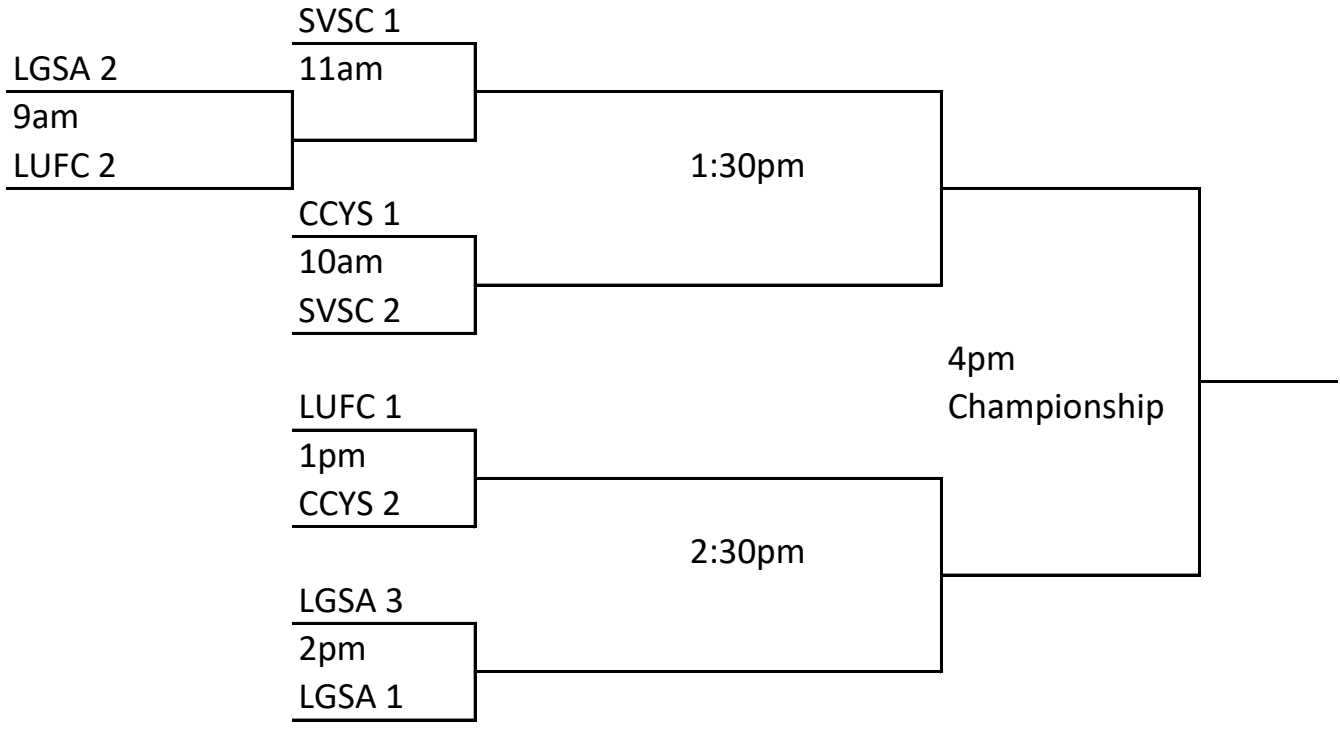 SVSC 1
LGSA 2
11am
9am
LUFC 2
1:30pm
CCYS 1
10am
SVSC 2
4pm
Championship
LUFC 1
1pm
CCYS 2
2:30pm
LGSA 3
2pm
LGSA 1